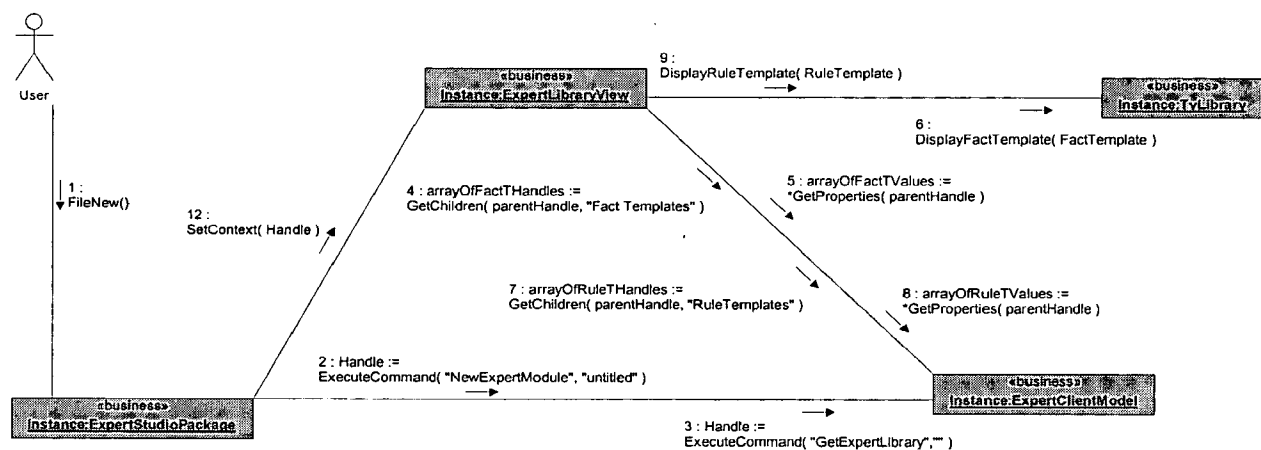 User
1 :
FileNew()
«business»
Instance:ExpertLibraryView
9 :
DisplayRuleTemplate( RuleTemplate )
«business»
Instance:TvLibrary
6 :
DisplayFactTemplate( FactTemplate )
12 :
SetContext( Handle )
4 : arrayOfFactTHandles :=
GetChildren( parentHandle, "Fact Templates" )
5 : arrayOfFactTValues :=
*GetProperties( parentHandle )
7 : arrayOfRuleTHandles :=
GetChildren( parentHandle, "RuleTemplates" )
8 : arrayOfRuleTValues :=
*GetProperties( parentHandle )
2 : Handle :=
ExecuteCommand( "NewExpertModule", "untitled" )
«business»
Instance:ExpertStudioPackage
«business»
Instance:ExpertClientModel
3 : Handle :=
ExecuteCommand( "GetExpertLibrary","" )